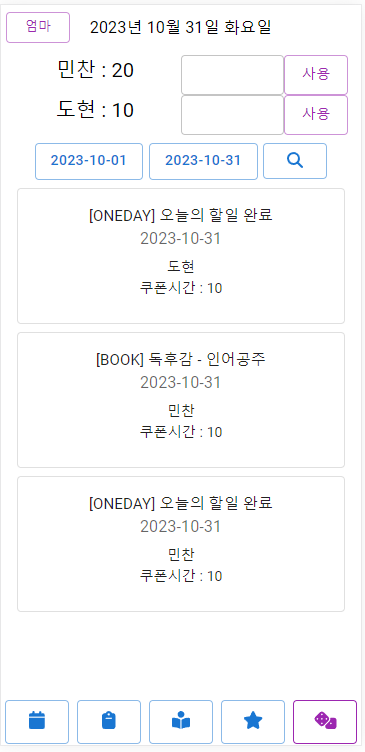 엄마 2023년 10월 31일 화요일
민찬 : 20 사용
도현 : 10 사용
2023-10-01 2023-10-31
[ONEDAY] 오늘의 할일 완료
2023-10-31
도현
쿠폰시간 : 10
[BOOK] 독후감 - 인어공주
2023-10-31
민찬
쿠폰시간 : 10
[ONEDAY] 오늘의 할일 완료
2023-10-31
민찬
쿠폰시간 : 10